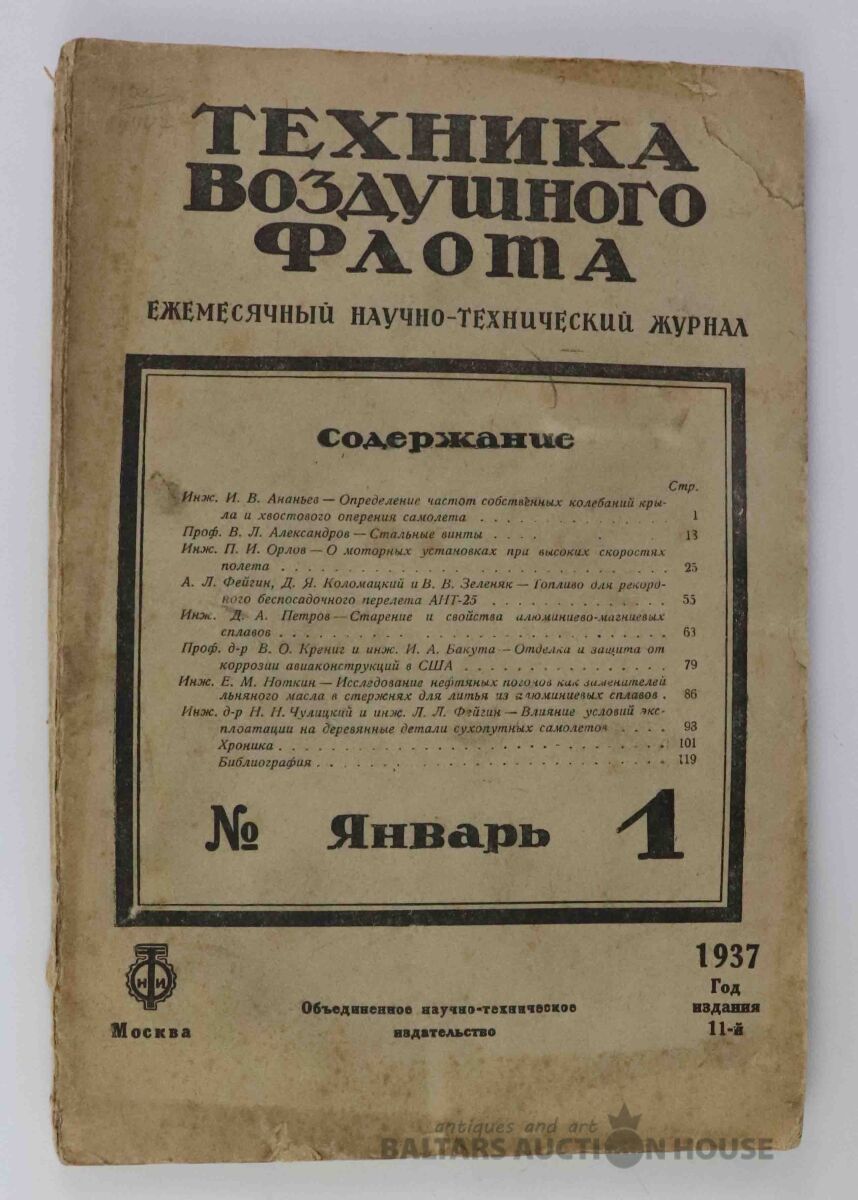 ТЕХНИКА
ВОЗДУШНОГО
ФЛОТА
ЕЖЕМЕСЯЧНЫЙ НАУЧНО-ТЕХНИЧЕСКИЙ ЖУРНАЛ
Содержание
Стр.
Инж. И. В. Ананьев — Определение частот собственных колебаний кры-
ла и хвостового оперения самолета . . . . . . . . . . . . 1
Проф. В. Л. Александров — Стальные винты . . . . . 13
Инж. П. И. Орлов — О моторных установках при высоких скоростях
полета . . . . . . . . . . . . . . . . . . . . . . . . . . 25
А. Л. Фейгин, Д. Я. Коломацкий и В. В. Зеленяк — Топливо для рекорд-
ного беспосадочного перелета АНТ-25 . . . . . . . . . . . . 55
Инж. Д. А. Петров — Старение и свойства алюминиево-магниевых
сплавов . . . . . . . . . . . . . . . . . . . . . . . . . . 63
Проф. д-р В. О. Крениг и инж. И. А. Бакута — Отделка и защита от
коррозии авиаконструкций в США . . . . . . . . . . . . . . 79
Инж. Е. М. Ноткин — Исследование нефтяных погонов как заменителей
льняного масла в стержнях для литья из алюминиевых сплавов . 86
Инж. д-р Н. Н. Чулицкий и инж. Л. Л. Фейгин — Влияние условий экс-
плоатации на деревянные детали сухопутных самолетов . . . . 93
Хроника . . . . . . . . . . . . . . . . . . . . . . . . . . 101
Библиография . . . . . . . . . . . . . . . . . . . . . . . 119
№ Январь 1
НИ
Москва
Объединенное научно-техническое
издательство
1937
Год
издания
11-й
antiques and art
BALTARS AUCTION HOUSE